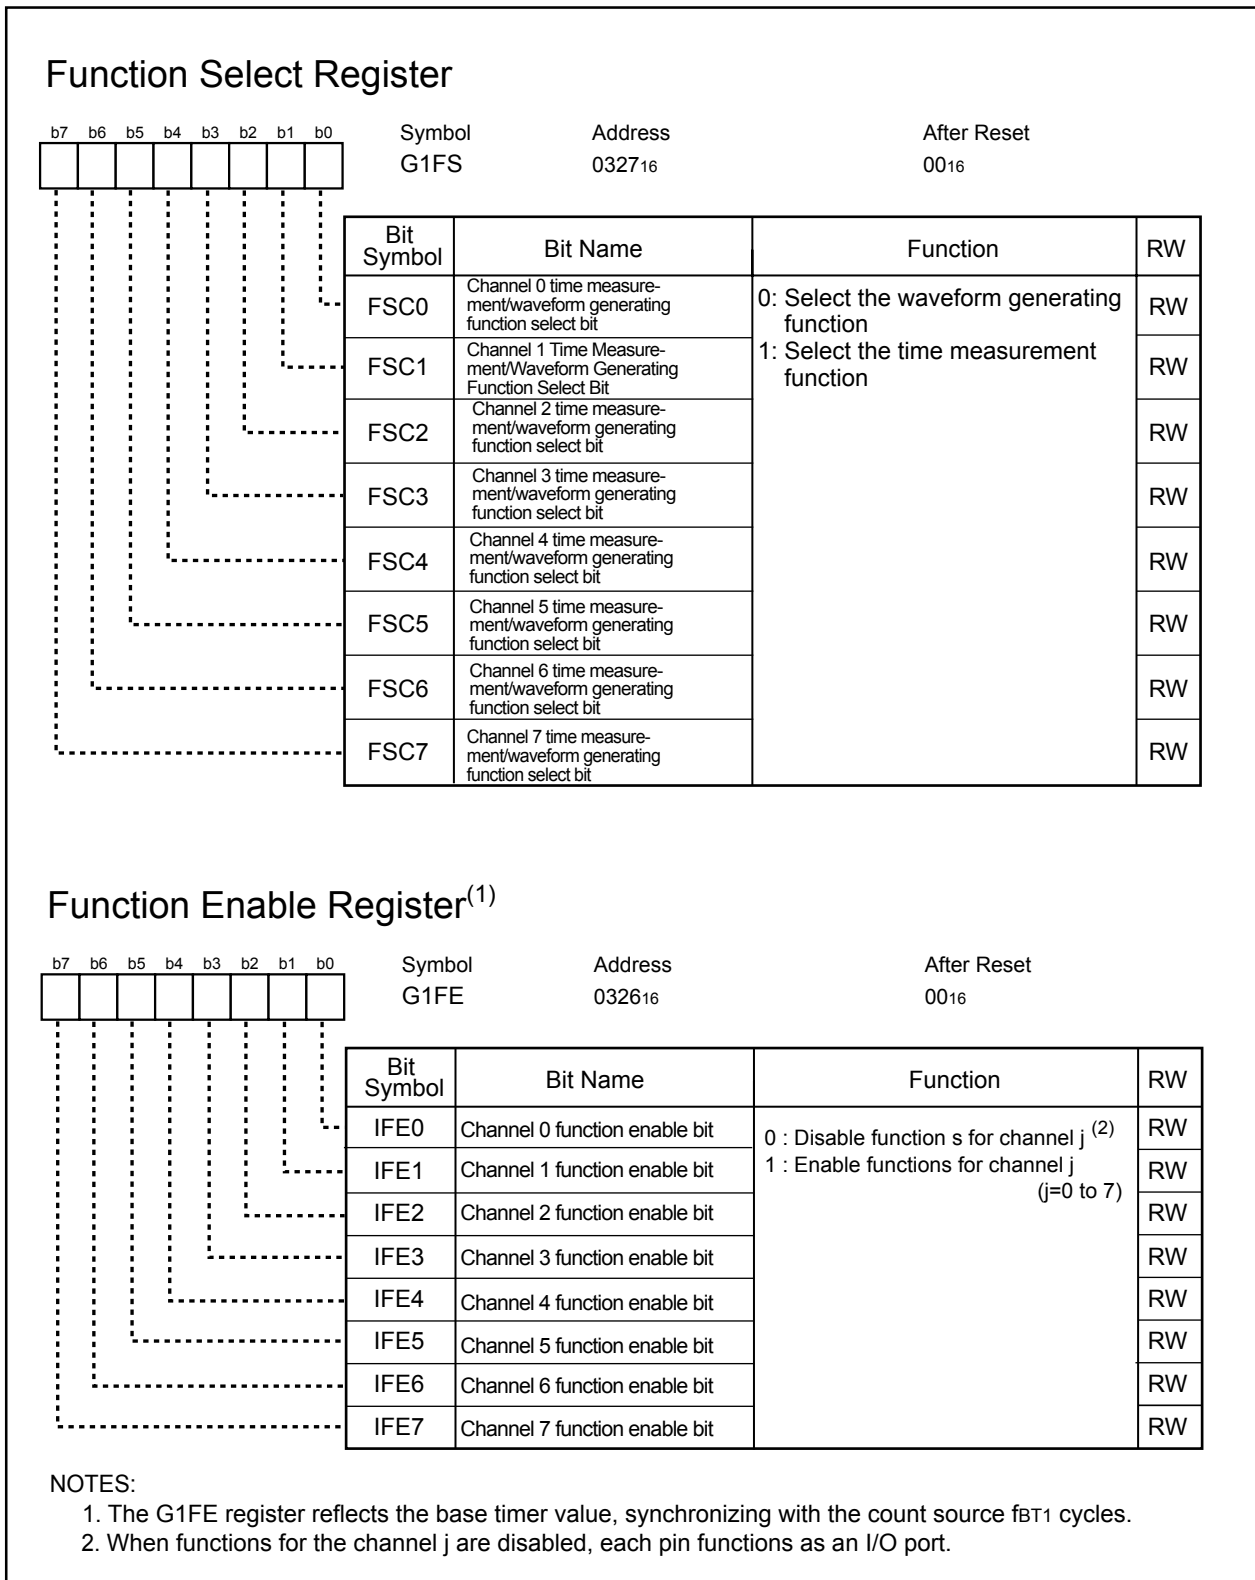 Function Select Register
b7 b6 b5 b4 b3 b2 b1 b0
Symbol Address After Reset
G1FS 032716 0016
Bit Symbol Bit Name Function RW
FSC0 Channel 0 time measure-
ment/waveform generating
function select bit
RW
0: Select the waveform generating
function
1: Select the time measurement
function
FSC1 Channel 1 Time Measure-
ment/Waveform Generating
Function Select Bit
RW
FSC2 Channel 2 time measure-
ment/waveform generating
function select bit
RW
FSC3 Channel 3 time measure-
ment/waveform generating
function select bit
RW
FSC4 Channel 4 time measure-
ment/waveform generating
function select bit
RW
FSC5 Channel 5 time measure-
ment/waveform generating
function select bit
RW
FSC6 Channel 6 time measure-
ment/waveform generating
function select bit
RW
FSC7 Channel 7 time measure-
ment/waveform generating
function select bit
RW
Function Enable Register(1)
b7 b6 b5 b4 b3 b2 b1 b0
Symbol Address After Reset
G1FE 032616 0016
Bit Symbol Bit Name Function RW
IFE0 Channel 0 function enable bit 0 : Disable function s for channel j (2) RW
IFE1 Channel 1 function enable bit 1 : Enable functions for channel j RW
(j=0 to 7)
IFE2 Channel 2 function enable bit RW
IFE3 Channel 3 function enable bit RW
IFE4 Channel 4 function enable bit RW
IFE5 Channel 5 function enable bit RW
IFE6 Channel 6 function enable bit RW
IFE7 Channel 7 function enable bit RW
NOTES:
1. The G1FE register reflects the base timer value, synchronizing with the count source fBT1 cycles.
2. When functions for the channel j are disabled, each pin functions as an I/O port.